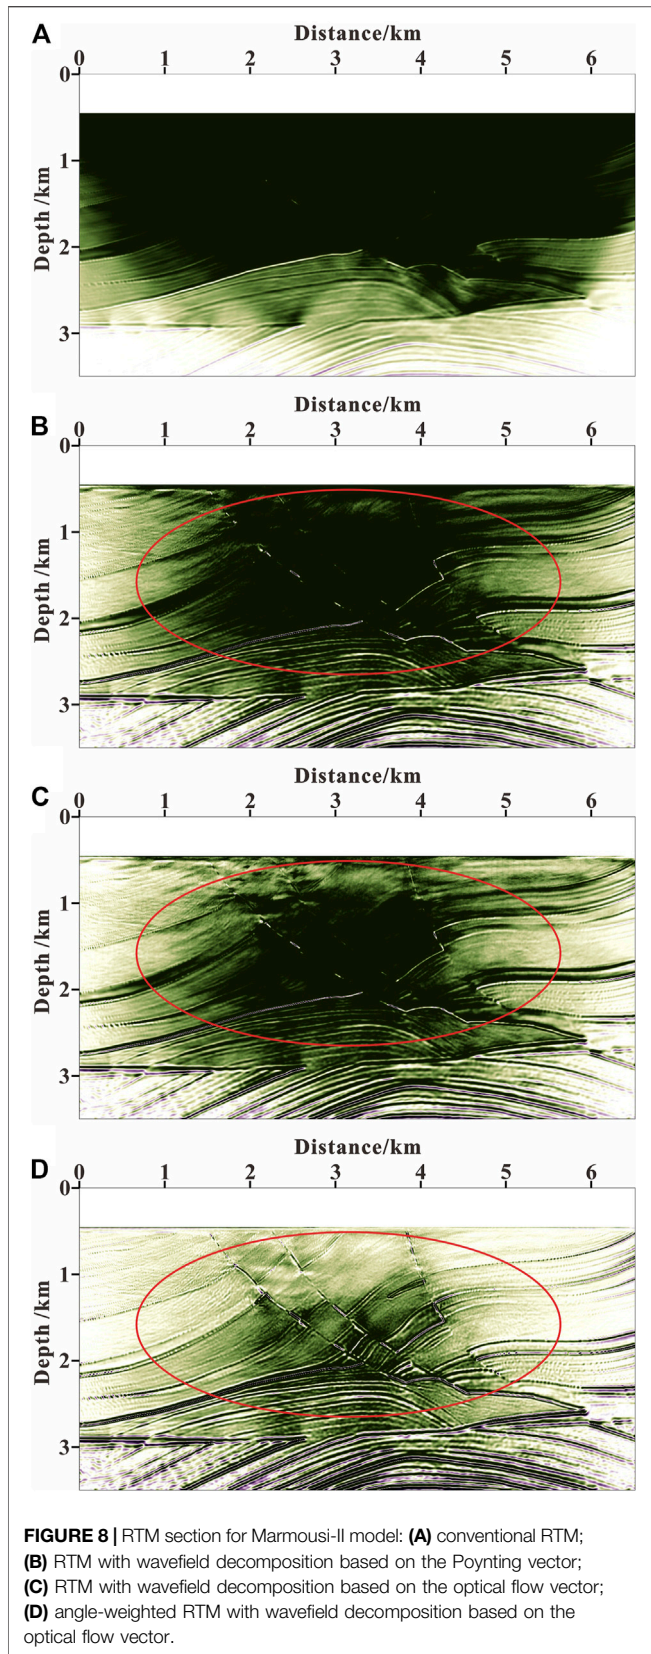 A
Distance/km
0 1 2 3 4 5 6
0
1
2
3
Depth /km
B
Distance/km
0 1 2 3 4 5 6
0
1
2
3
Depth /km
C
Distance/km
0 1 2 3 4 5 6
0
1
2
3
Depth /km
D
Distance/km
0 1 2 3 4 5 6
0
1
2
3
Depth /km
FIGURE 8 | RTM section for Marmousi-II model: (A) conventional RTM;
(B) RTM with wavefield decomposition based on the Poynting vector;
(C) RTM with wavefield decomposition based on the optical flow vector;
(D) angle-weighted RTM with wavefield decomposition based on the
optical flow vector.